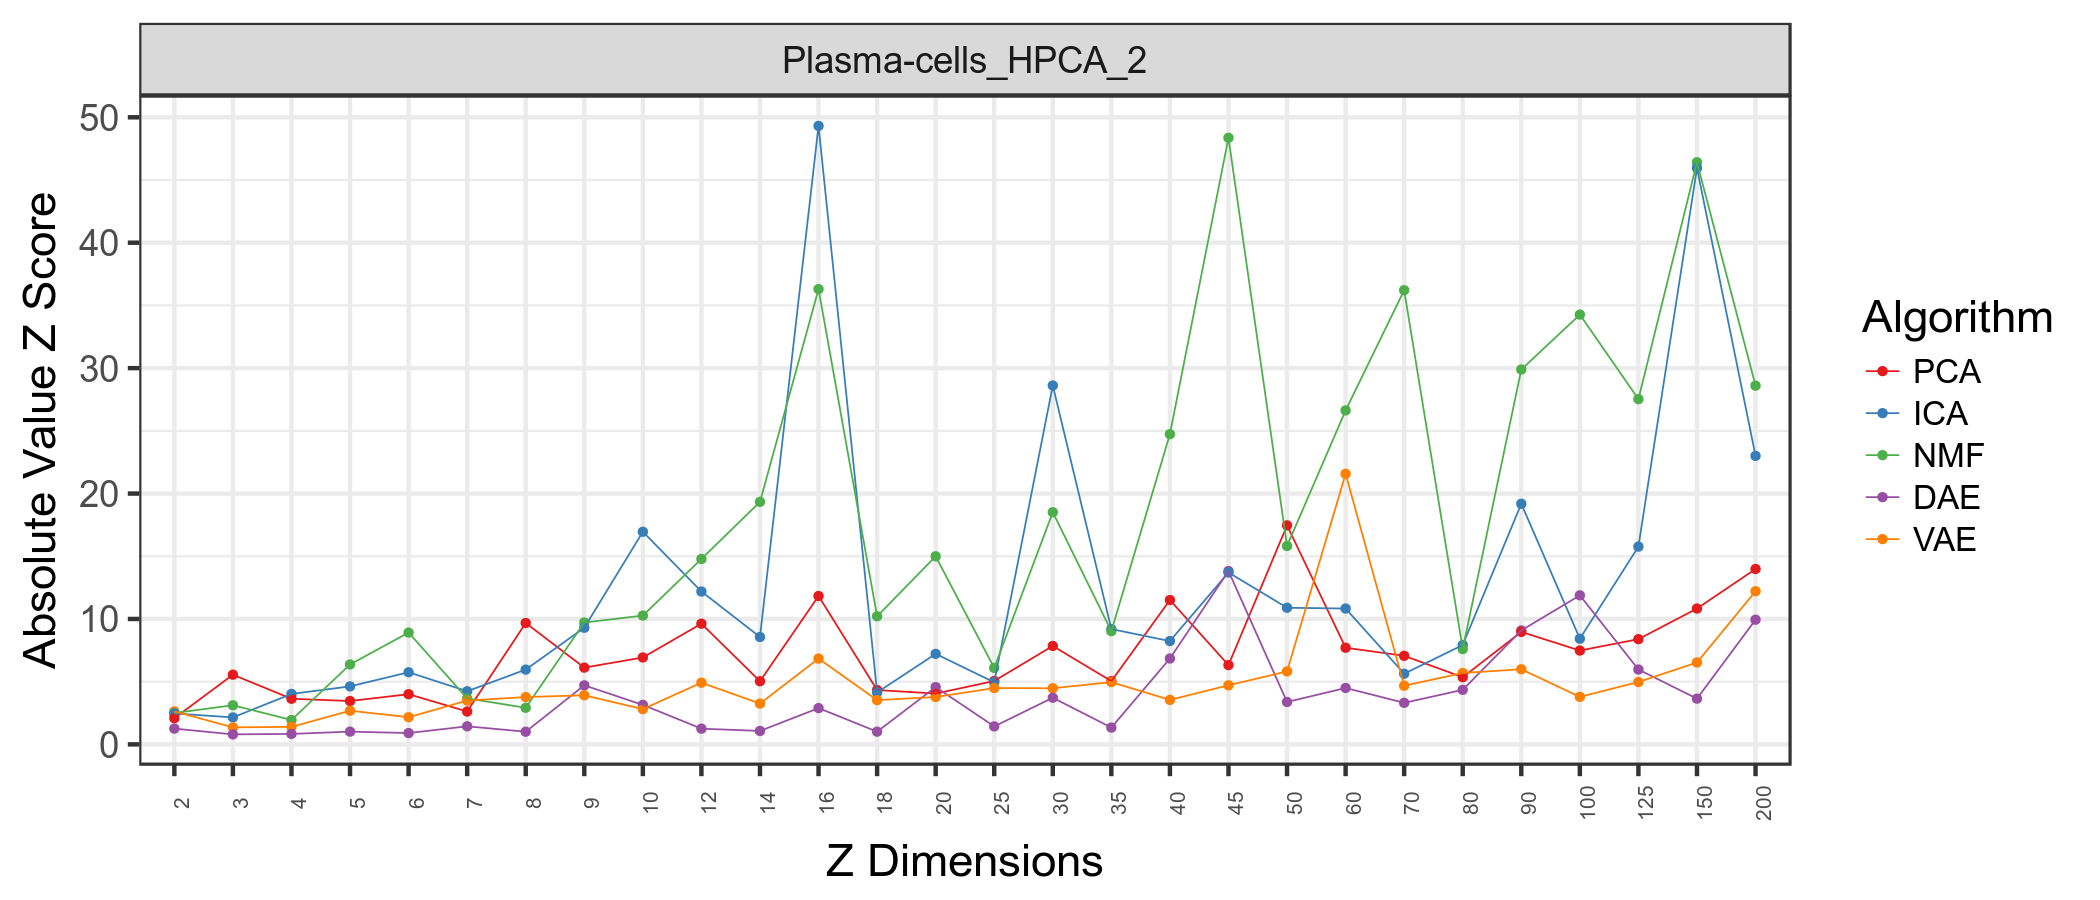 Plasma-cells_HPCA_2
Absolute Value Z Score
50
40
30
20
10
0
2 3 4 5 6 7 8 9 10 12 14 16 18 20 25 30 35 40 45 50 60 70 80 90 100 125 150 200
Z Dimensions
Algorithm
PCA
ICA
NMF
DAE
VAE